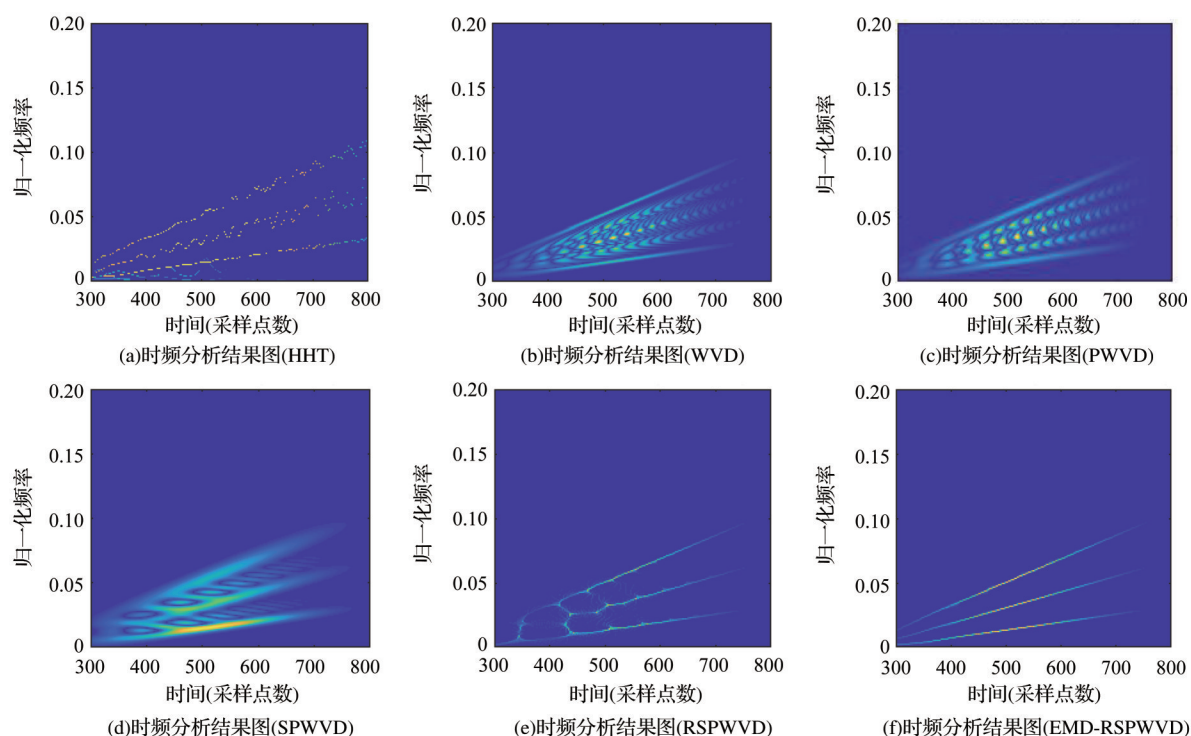 0.20
0.15
0.10
0.05
0
归一化频率
300 400 500 600 700 800
时间(采样点数)
(a)时频分析结果图(HHT)
0.20
0.15
0.10
0.05
0
归一化频率
300 400 500 600 700 800
时间(采样点数)
(b)时频分析结果图(WVD)
0.20
0.15
0.10
0.05
0
归一化频率
300 400 500 600 700 800
时间(采样点数)
(c)时频分析结果图(PWVD)
0.20
0.15
0.10
0.05
0
归一化频率
300 400 500 600 700 800
时间(采样点数)
(d)时频分析结果图(SPWVD)
0.20
0.15
0.10
0.05
0
归一化频率
300 400 500 600 700 800
时间(采样点数)
(e)时频分析结果图(RSPWVD)
0.20
0.15
0.10
0.05
0
归一化频率
300 400 500 600 700 800
时间(采样点数)
(f)时频分析结果图(EMD-RSPWVD)